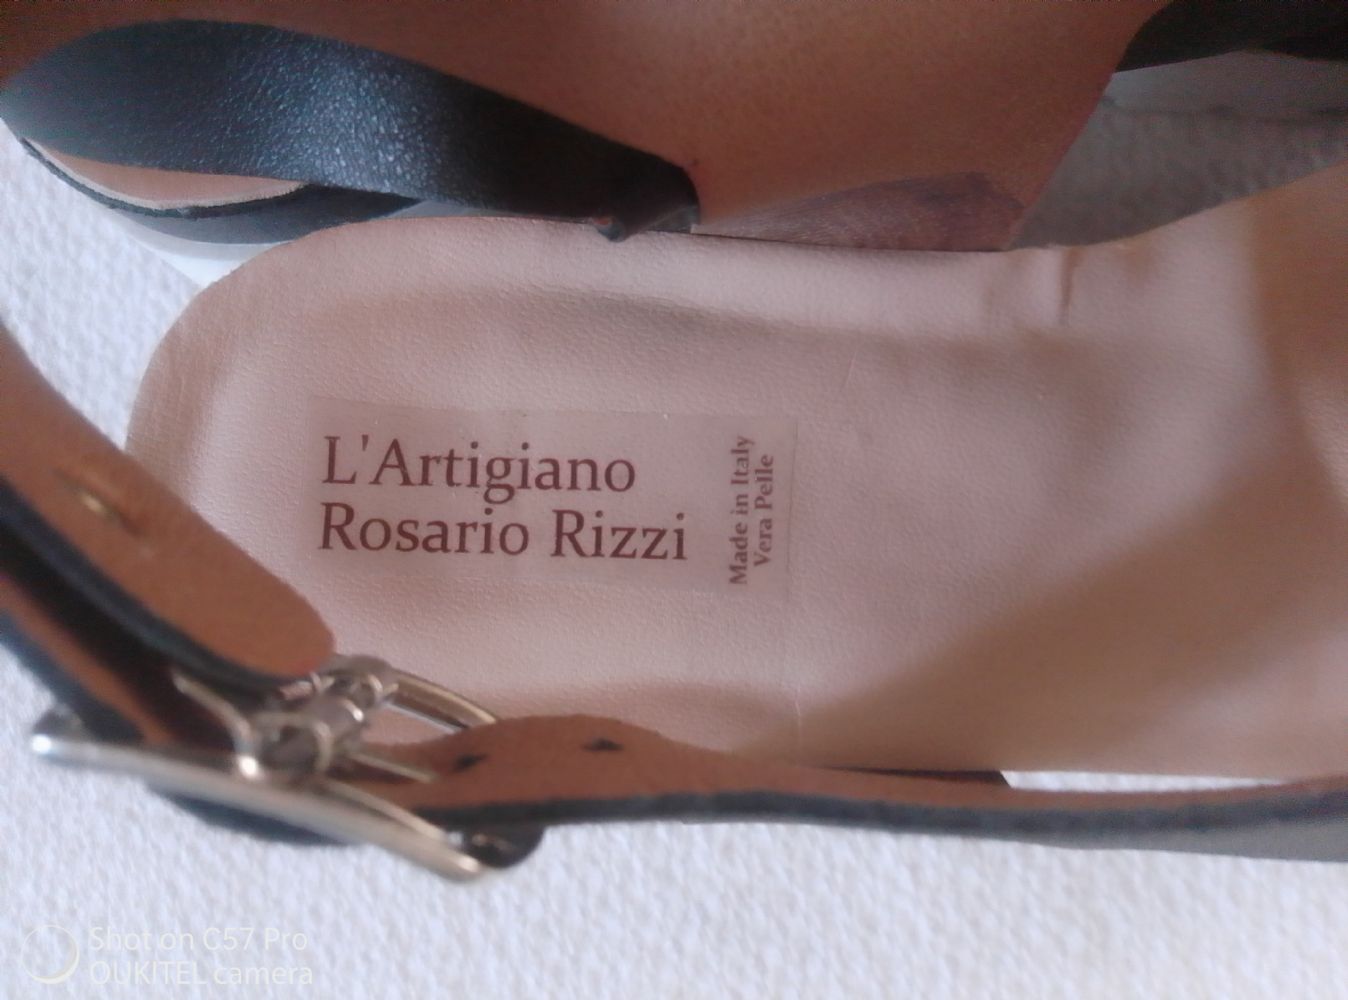 L'Artigiano
Rosario Rizzi
Made in Italy
Vera Pelle
Shot on C57 Pro
OUKITEL camera